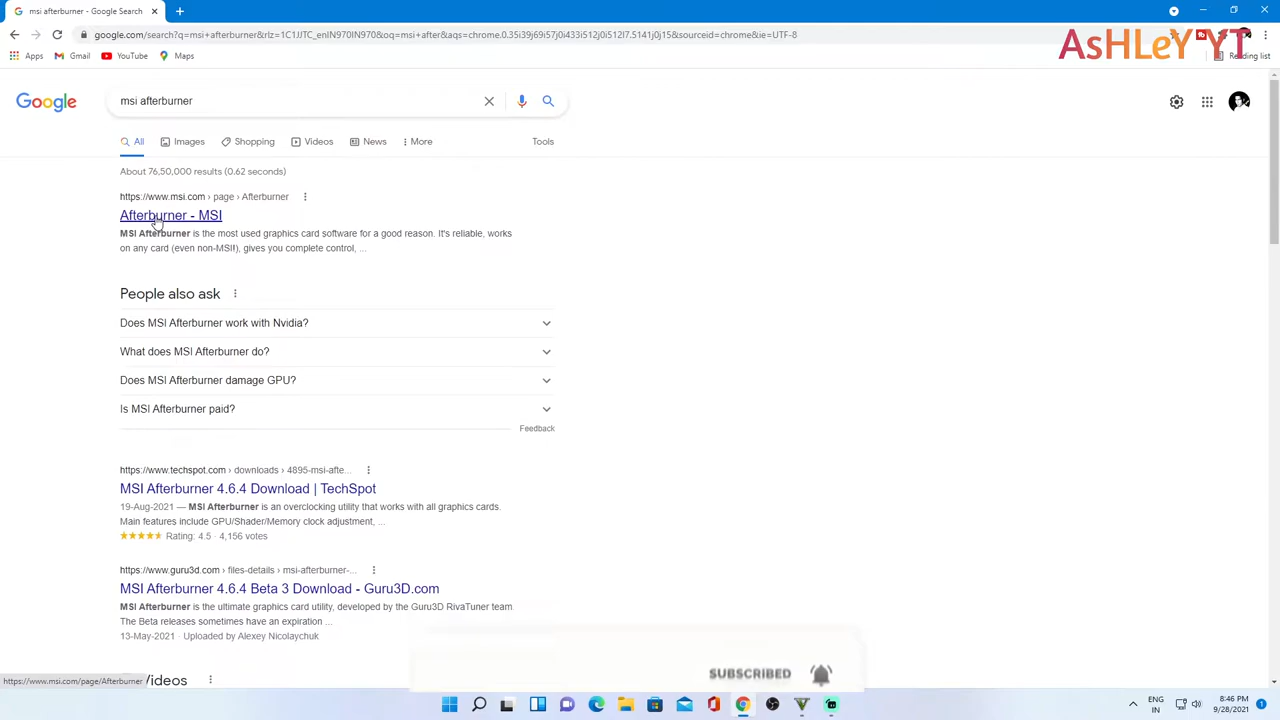 msi afterburner - Google Search
google.com/search?q=msi+afterburner&rlz=1C1JJTC_enIN970IN970&oq=msi+after&aqs=chrome.0.35i39j69i57j0i433i512j0i512l7.5141j0j15&sourceid=chrome&ie=UTF-8
AsHLeY YT
Apps
Gmail
YouTube
Maps
Reading list
Google
msi afterburner
All
Images
Shopping
Videos
News
More
Tools
About 76,50,000 results (0.62 seconds)
https://www.msi.com › page › Afterburner
Afterburner - MSI
MSI Afterburner is the most used graphics card software for a good reason. It's reliable, works
on any card (even non-MSI!), gives you complete control, ...
People also ask
Does MSI Afterburner work with Nvidia?
What does MSI Afterburner do?
Does MSI Afterburner damage GPU?
Is MSI Afterburner paid?
Feedback
https://www.techspot.com › downloads › 4895-msi-afte...
MSI Afterburner 4.6.4 Download | TechSpot
19-Aug-2021 — MSI Afterburner is an overclocking utility that works with all graphics cards.
Main features include GPU/Shader/Memory clock adjustment, ...
Rating: 4.5 · 4,156 votes
https://www.guru3d.com › files-details › msi-afterburner-...
MSI Afterburner 4.6.4 Beta 3 Download - Guru3D.com
MSI Afterburner is the ultimate graphics card utility, developed by the Guru3D RivaTuner team
The Beta releases sometimes have an expiration ...
13-May-2021 · Uploaded by Alexey Nicolaychuk
SUBSCRIBED
https://www.msi.com/page/Afterburner
Videos
ENG
IN
8:46 PM
9/28/2021